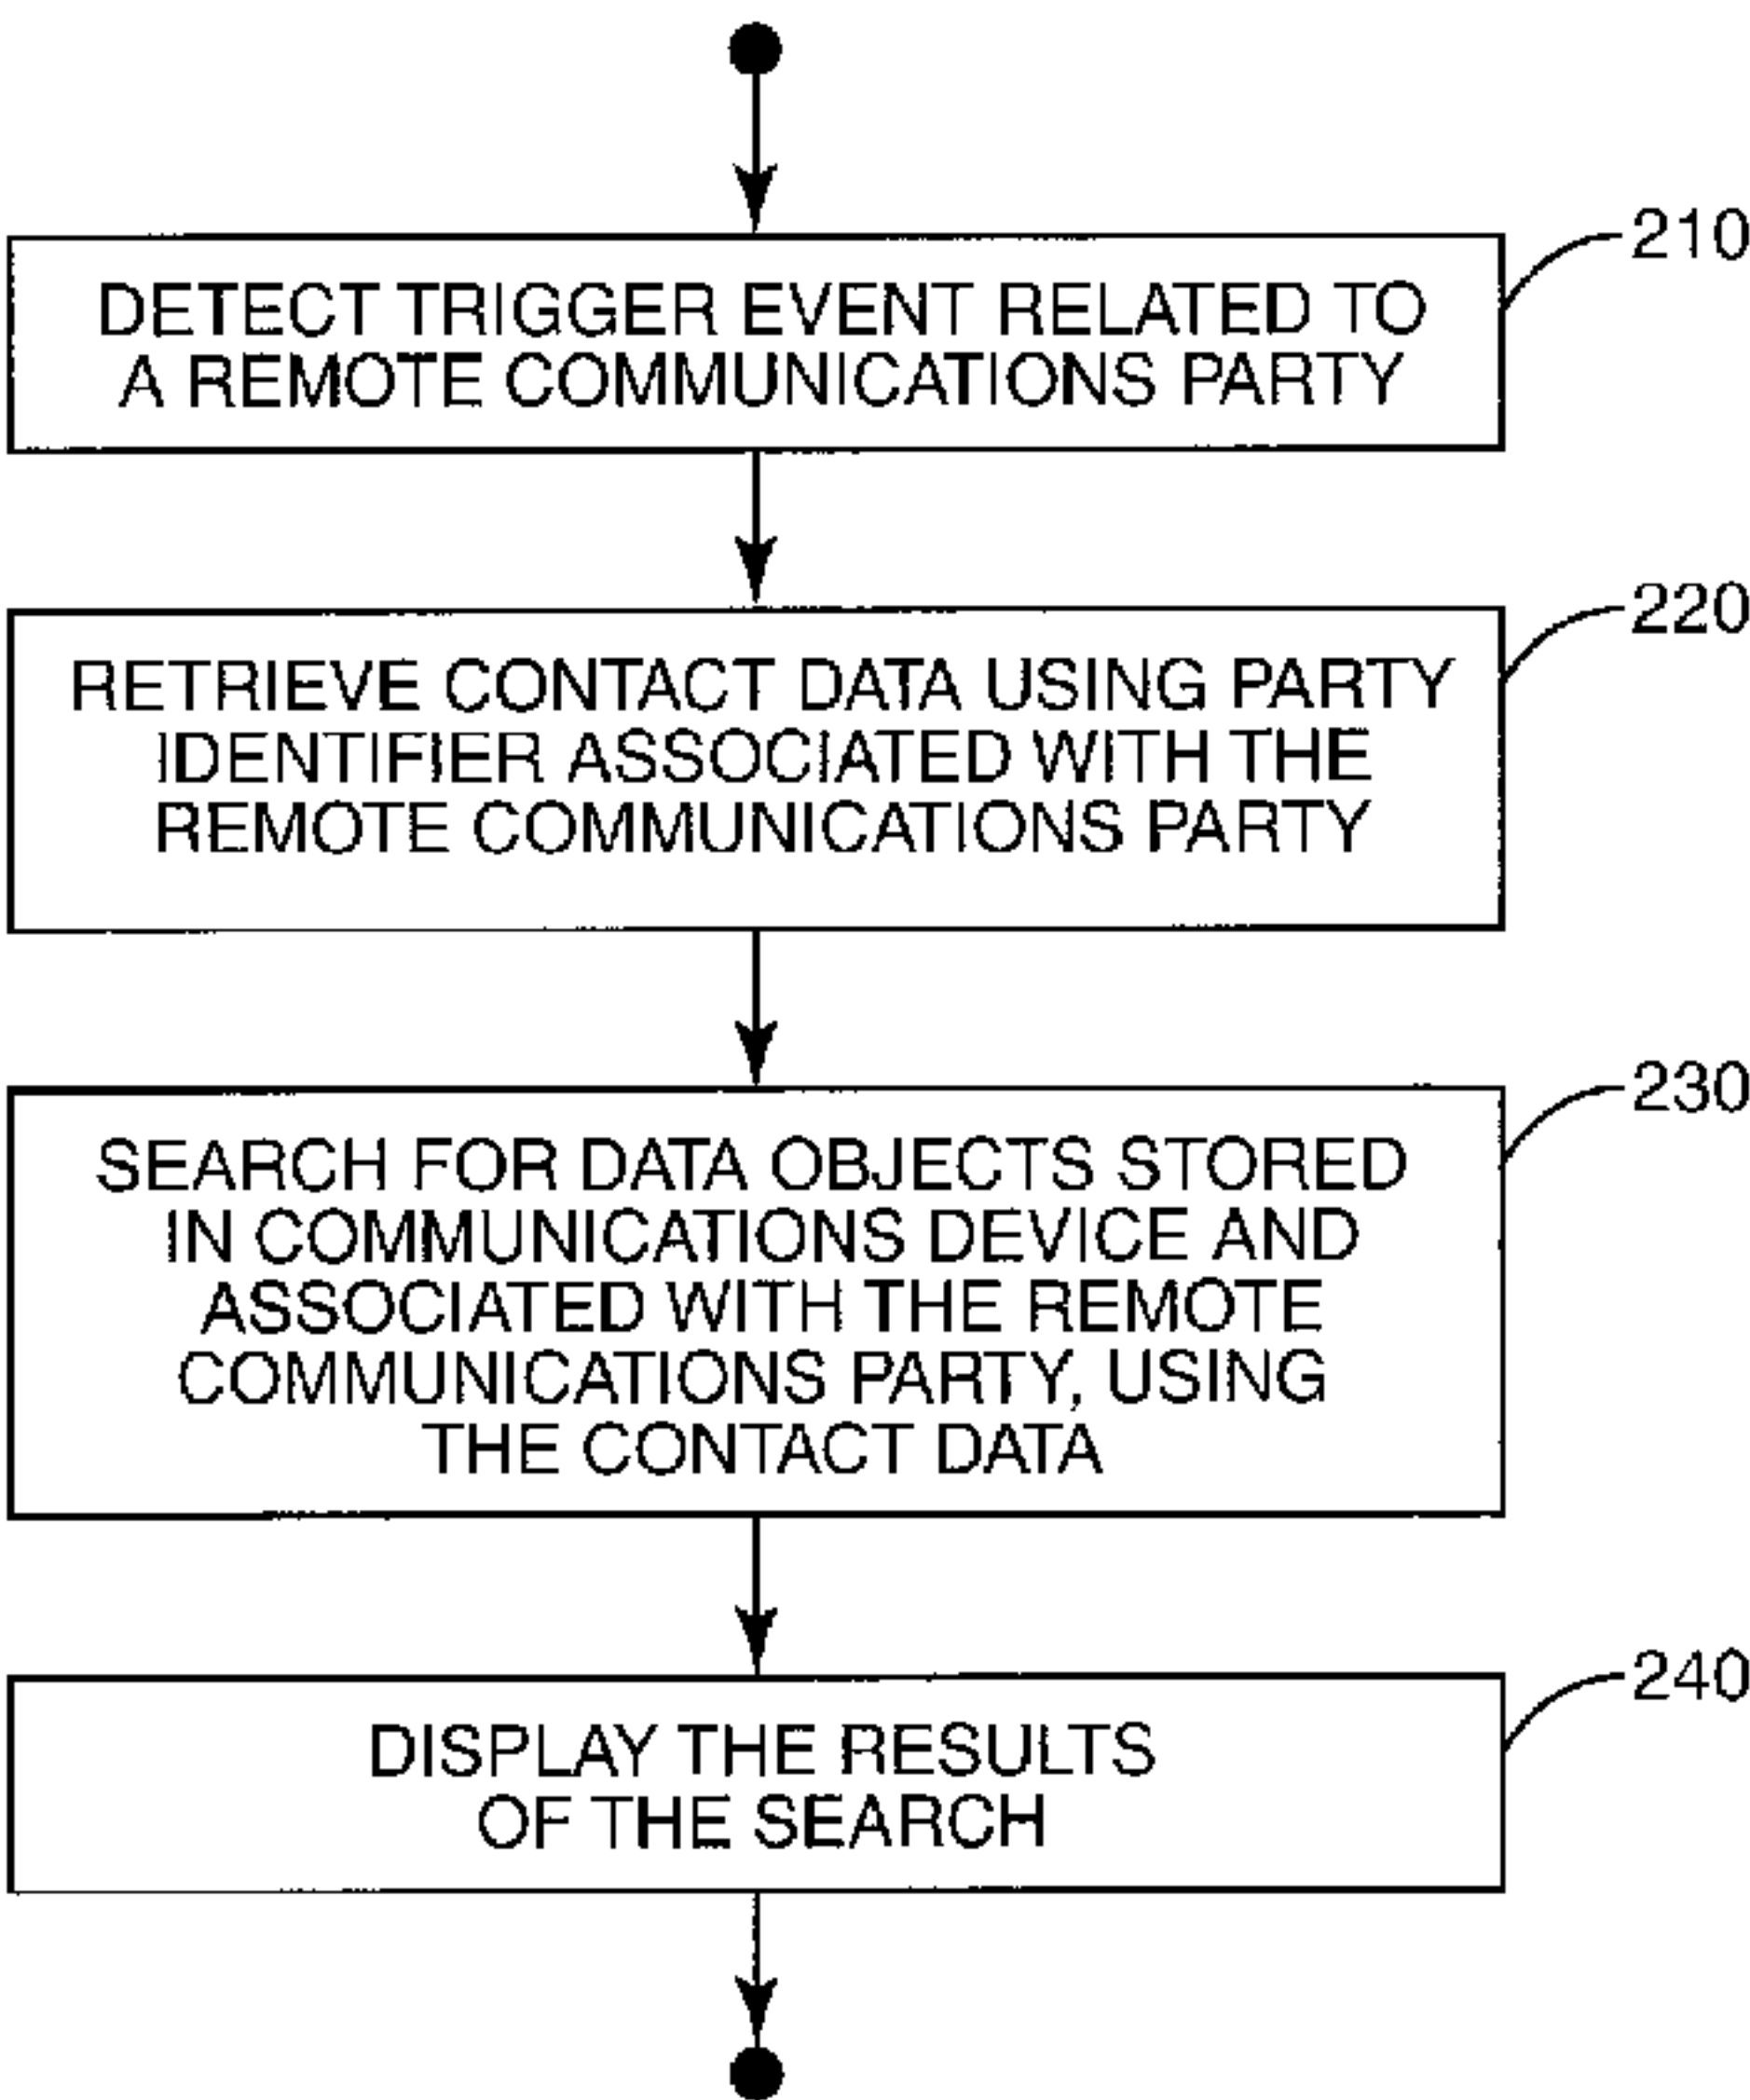 210
DETECT TRIGGER EVENT RELATED TO
A REMOTE COMMUNICATIONS PARTY
220
RETRIEVE CONTACT DATA USING PARTY
IDENTIFIER ASSOCIATED WITH THE
REMOTE COMMUNICATIONS PARTY
230
SEARCH FOR DATA OBJECTS STORED
IN COMMUNICATIONS DEVICE AND
ASSOCIATED WITH THE REMOTE
COMMUNICATIONS PARTY, USING
THE CONTACT DATA
240
DISPLAY THE RESULTS
OF THE SEARCH